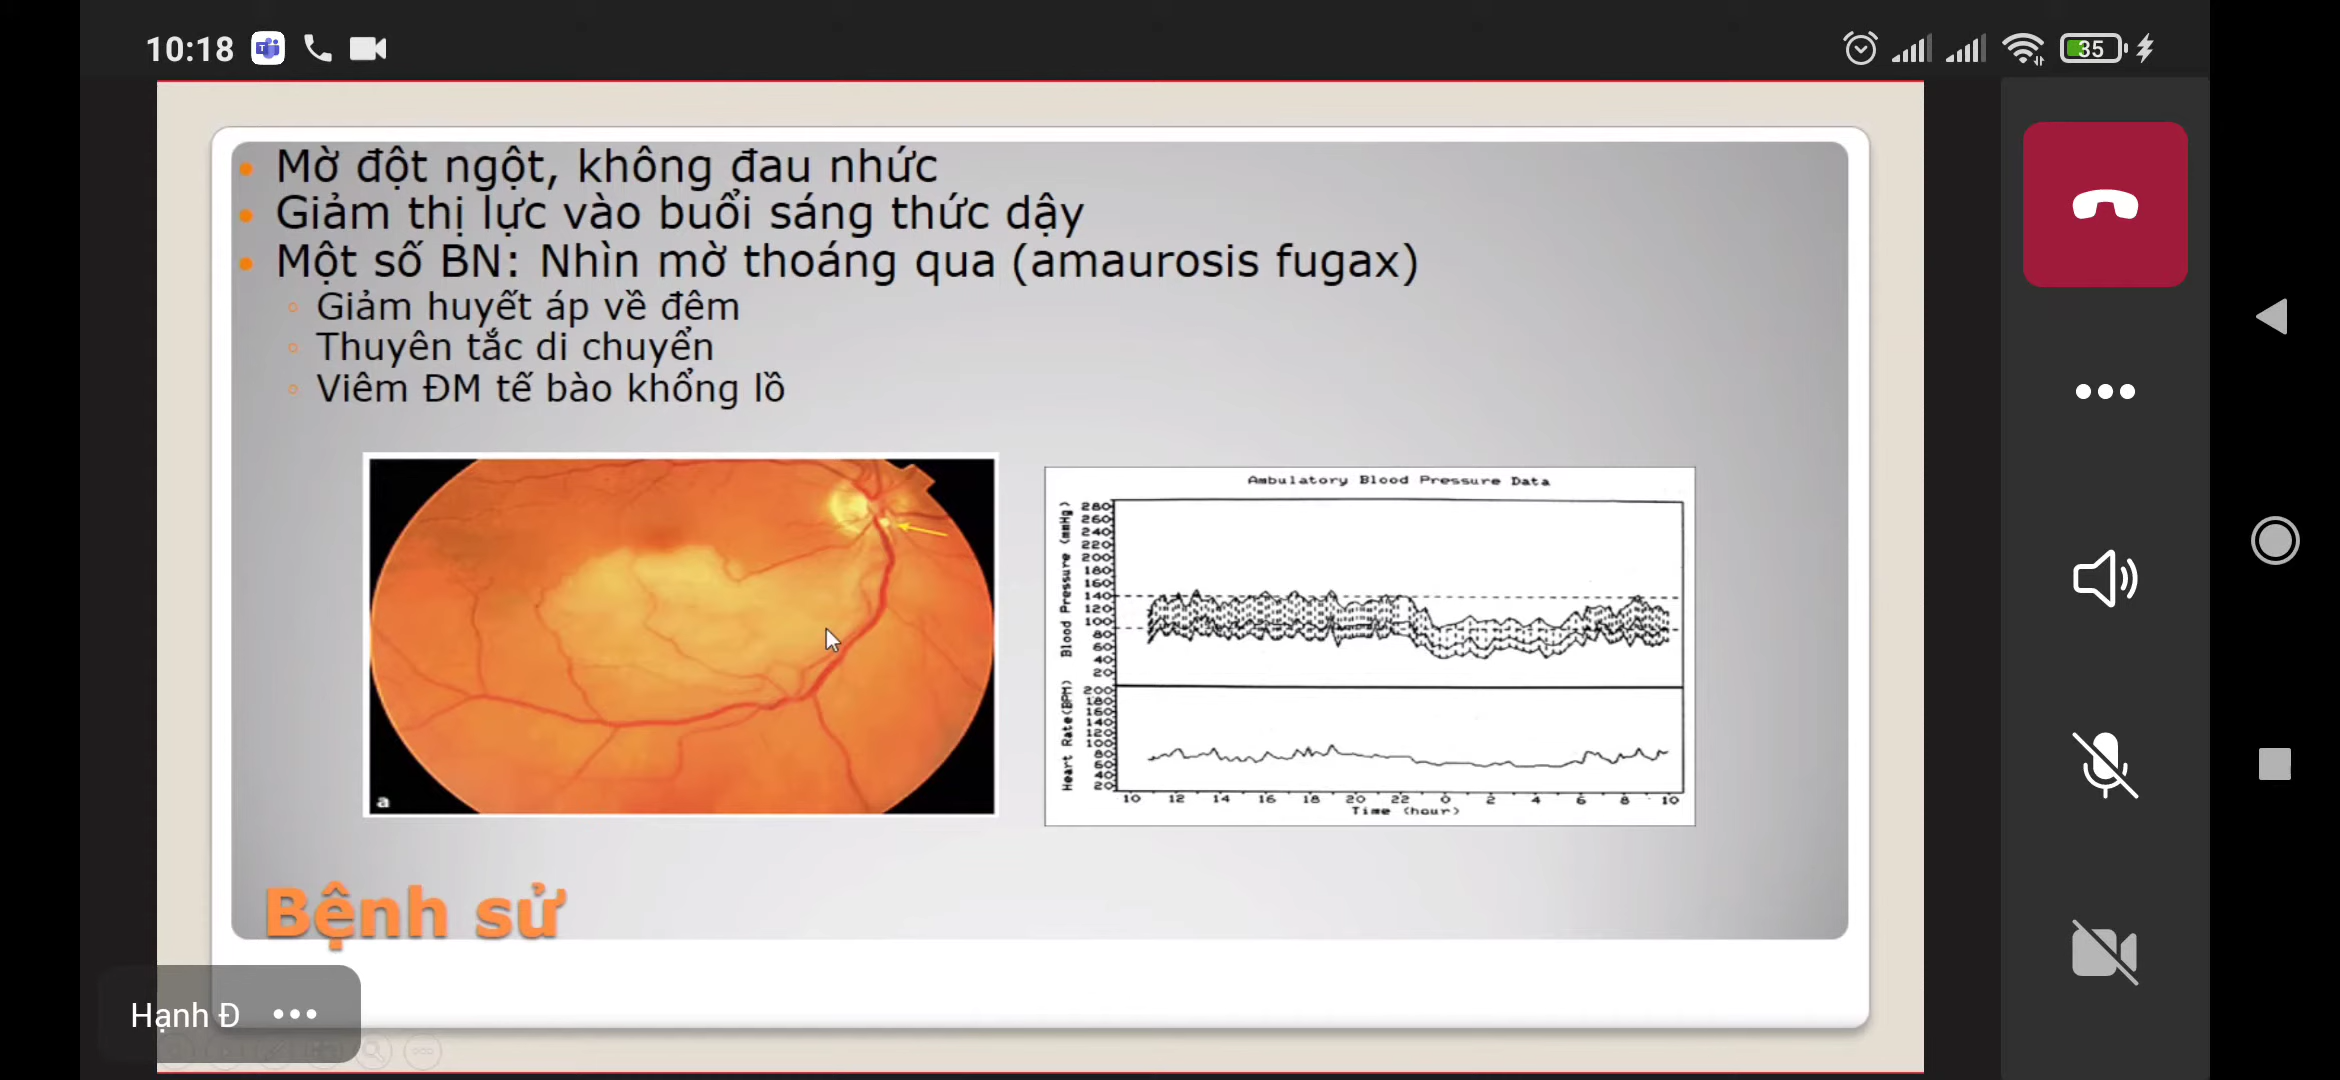 10:18
35
Mờ đột ngột, không đau nhức
Giảm thị lực vào buổi sáng thức dậy
Một số BN: Nhìn mờ thoáng qua (amaurosis fugax)
Giảm huyết áp về đêm
Thuyên tắc di chuyển
Viêm ĐM tế bào khổng lồ
a
Ambulatory Blood Pressure Data
Blood Pressure (mmHg)
280
260
240
220
200
180
160
140
120
100
80
60
40
20
Heart Rate(BPM)
200
180
160
140
120
100
80
60
40
20
10 12 14 16 18 20 22 0 2 4 6 8 10
Time (hour)
Bệnh sử
Hạnh Đ